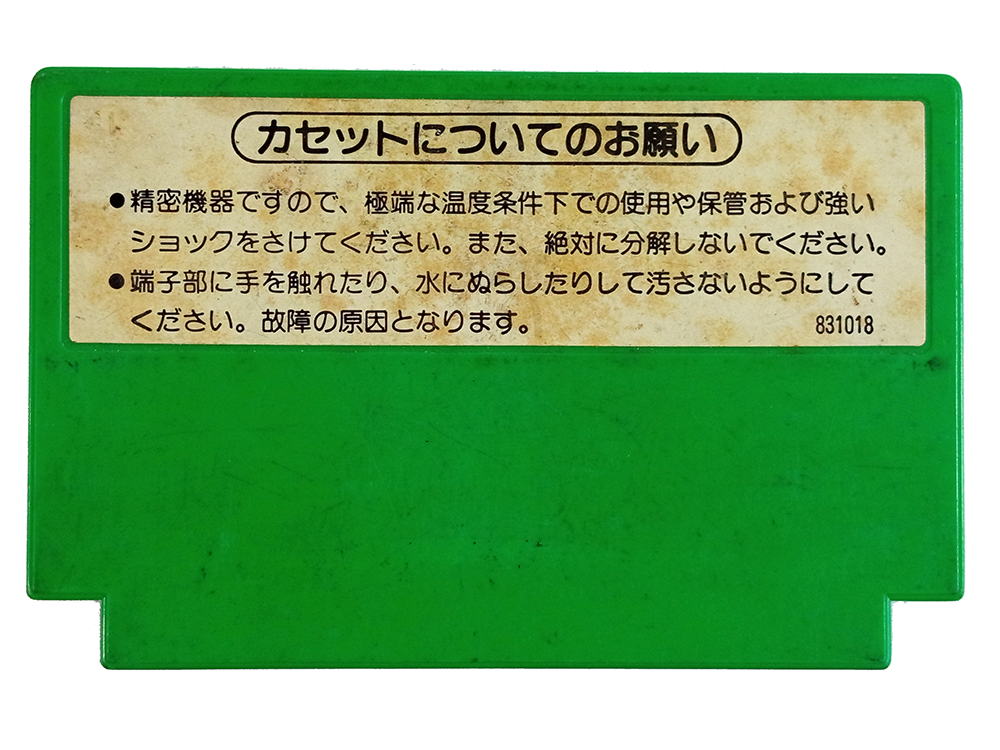 カセットについてのお願い
●精密機器ですので、極端な温度条件下での使用や保管および強い
ショックをさけてください。また、絶対に分解しないでください。
●端子部に手を触れたり、水にぬらしたりして汚さないようにして
ください。故障の原因となります。
831018